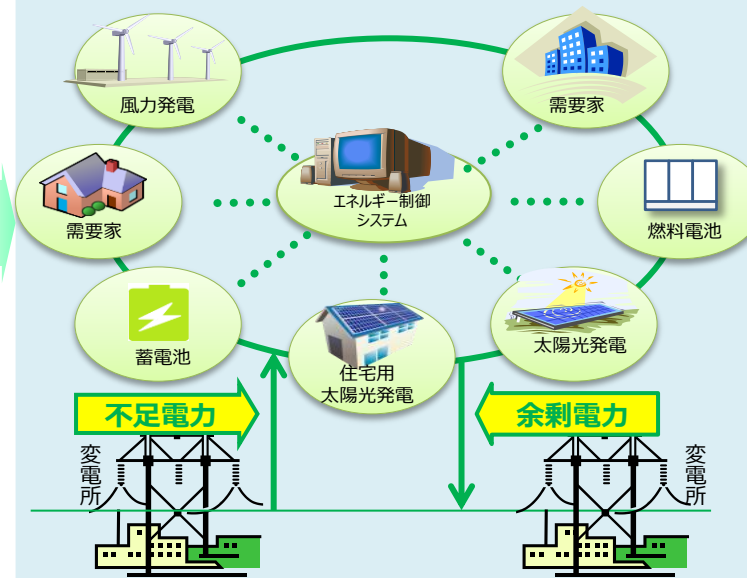 風力発電
需要家
エネルギー制御
システム
需要家
燃料電池
蓄電池
住宅用
太陽光発電
太陽光発電
不足電力
余剰電力
変電所
変電所